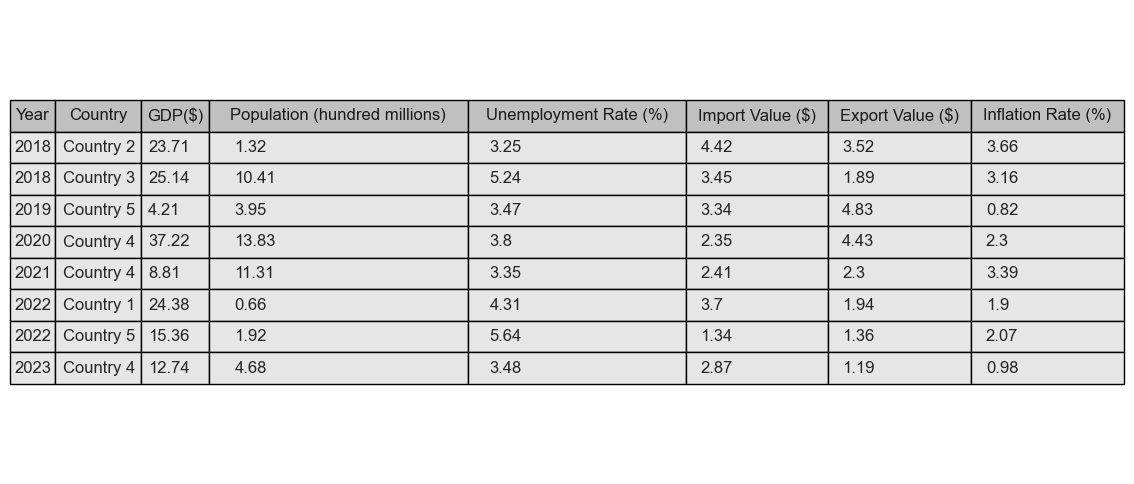 Year Country GDP($) Population (hundred millions) Unemployment Rate (%) Import Value ($) Export Value ($) Inflation Rate (%)
2018 Country 2 23.71 1.32 3.25 4.42 3.52 3.66
2018 Country 3 25.14 10.41 5.24 3.45 1.89 3.16
2019 Country 5 4.21 3.95 3.47 3.34 4.83 0.82
2020 Country 4 37.22 13.83 3.8 2.35 4.43 2.3
2021 Country 4 8.81 11.31 3.35 2.41 2.3 3.39
2022 Country 1 24.38 0.66 4.31 3.7 1.94 1.9
2022 Country 5 15.36 1.92 5.64 1.34 1.36 2.07
2023 Country 4 12.74 4.68 3.48 2.87 1.19 0.98